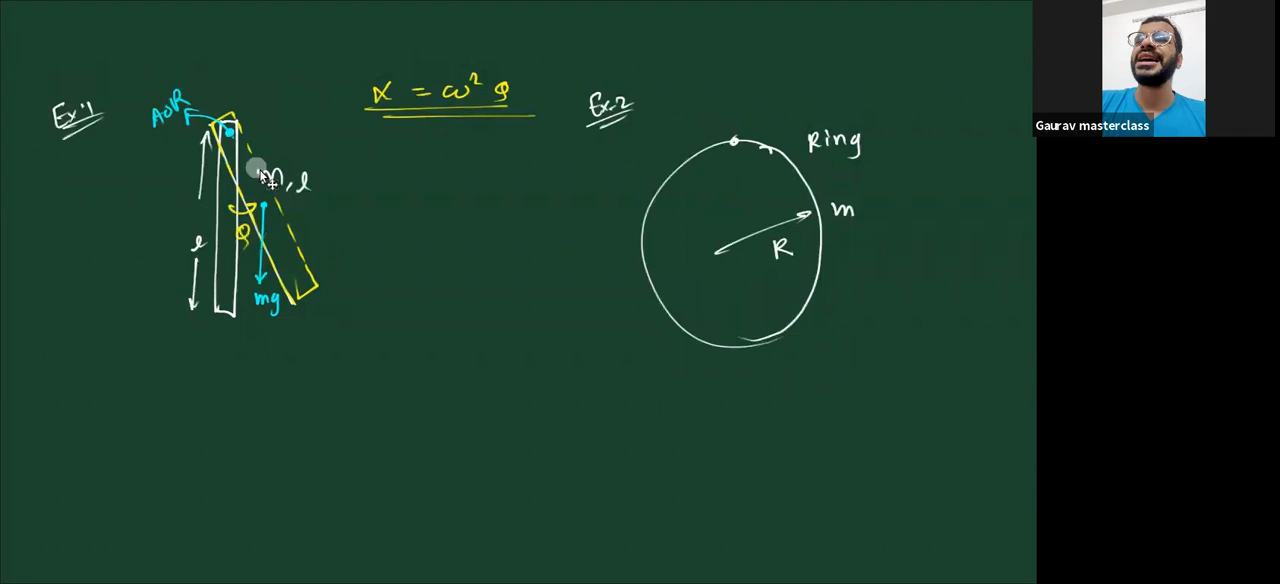 Ex:1
AOR
m, l
l
θ
mg
α = ω² θ
Ex-2
Ring
m
R
Gaurav masterclass